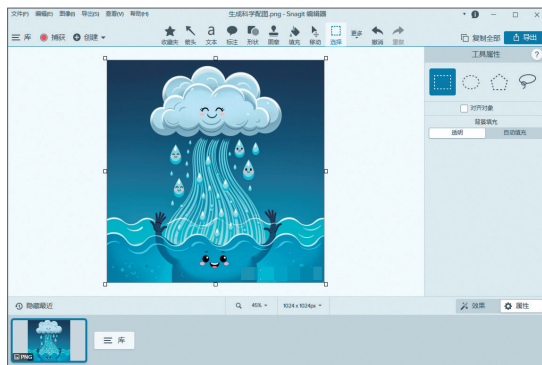 文件(F) 编辑(E) 图像(I) 导出(S) 查看(V) 帮助(H) 生成科学配图.png - Snagit 编辑器
三 库 捕获 创建 收藏夹 箭头 文本 标注 形状 图章 填充 移动 选择 更多 撤消 重做 复制全部 导出
工具属性 ?
对齐对象
背景填充
透明 自动填充
隐藏最近 45% 1024 x 1024px 效果 属性
PNG 三 库